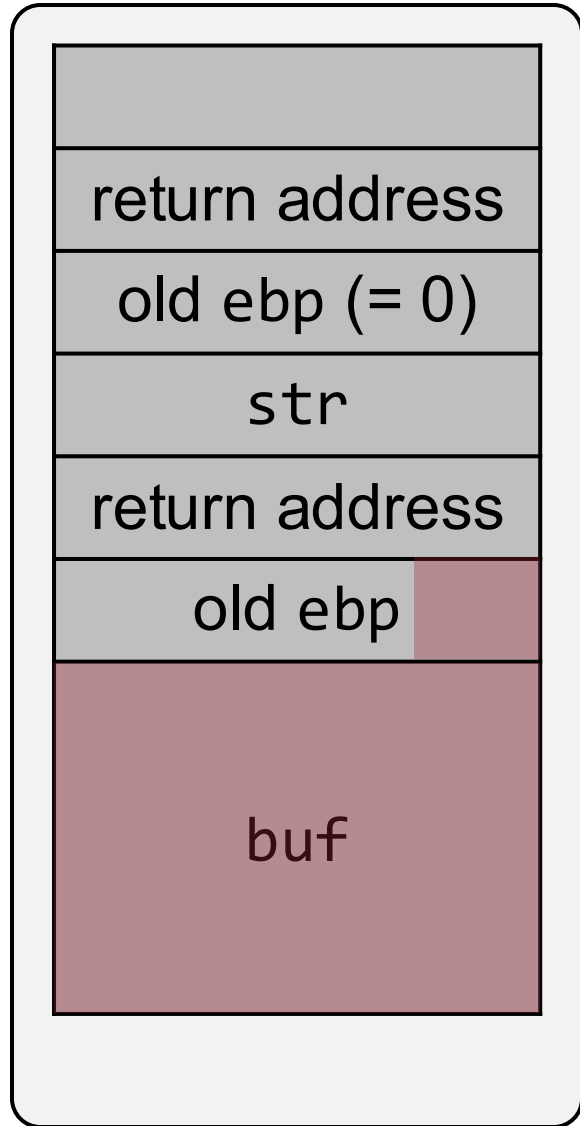 return address
old ebp (= 0)
str
return address
old ebp
buf